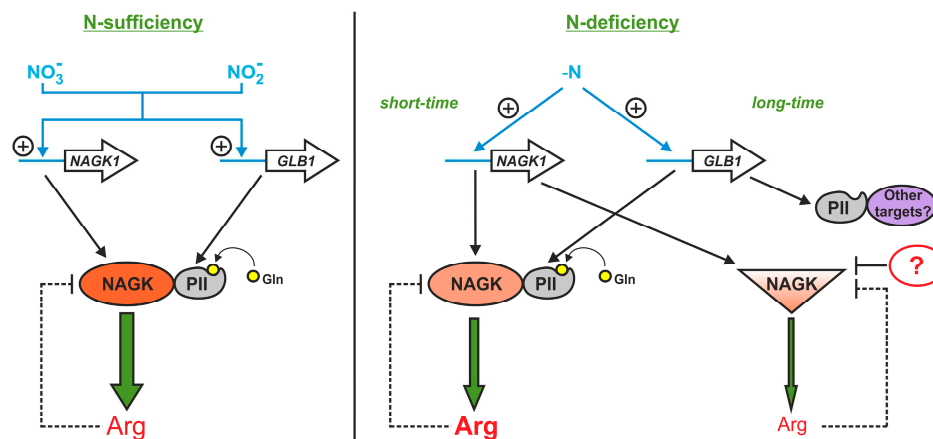 N-sufficiency
NO3-
NO2-
+
NAGK1
+
GLB1
NAGK
PII
Gln
Arg
N-deficiency
short-time
-N
long-time
+
+
NAGK1
GLB1
PII
Other
targets?
NAGK
PII
Gln
NAGK
?
Arg
Arg